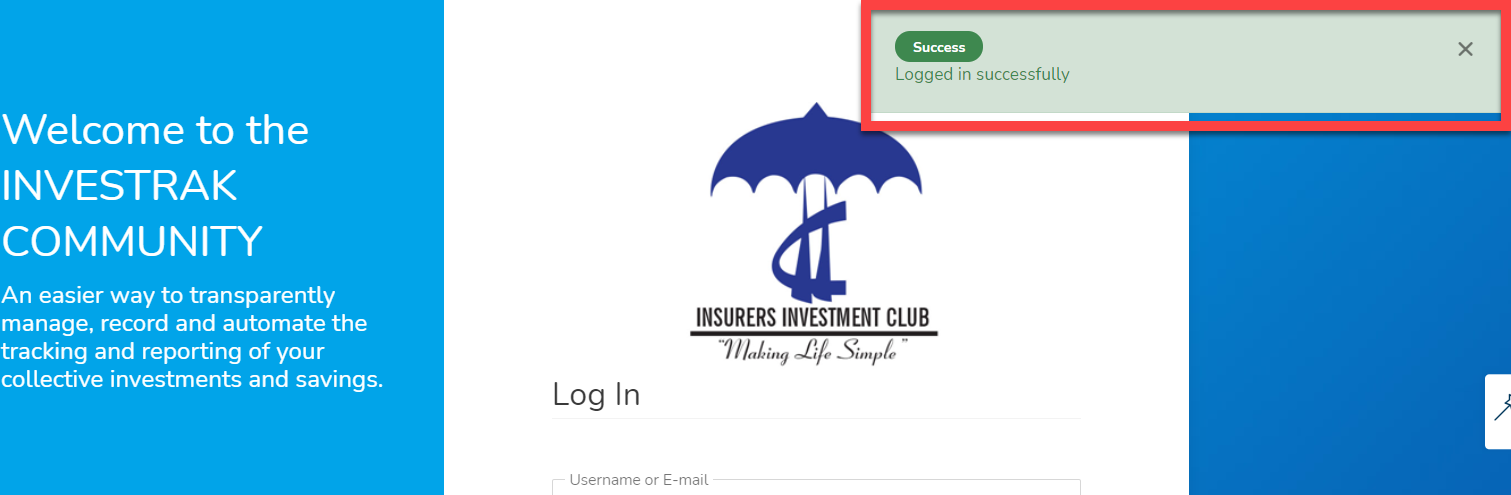 Success
Logged in successfully
Welcome to the
INVESTRAK
COMMUNITY
An easier way to transparently
manage, record and automate the
tracking and reporting of your
collective investments and savings.
INSURERS INVESTMENT CLUB
"Making Life Simple"
Log In
Username or E-mail